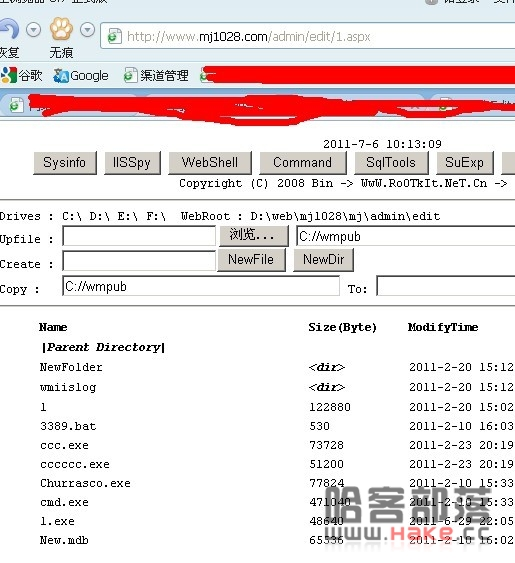 恢复
无痕
http://www.mj1028.com/admin/edit/1.aspx
谷歌 Google 渠道管理
2011-7-6 10:13:09
Sysinfo IISSpy WebShell Command SqlTools SuExp
Copyright (C) 2008 Bin -> WwW.RoOTkIt.NeT.Cn ->
Drives : C:\ D:\ E:\ F:\ WebRoot : D:\web\mj1028\mj\admin\edit
Upfile : 浏览... C://wmpub
Create : NewFile NewDir
Copy : C://wmpub To:
Name Size(Byte) ModifyTime
|Parent Directory|
NewFolder <dir> 2011-2-20 15:12
wmiislog <dir> 2011-2-20 15:12
1 122880 2011-2-20 15:02
3389.bat 530 2011-2-10 16:03
ccc.exe 73728 2011-2-23 20:19
cccccc.exe 51200 2011-2-23 20:19
Churrasco.exe 77824 2011-2-10 15:33
cmd.exe 471040 2011-2-10 15:33
1.exe 48640 2011-6-29 22:05
New.mdb 65536 2011-2-10 16:02
哈客部落
www.Hake.cc